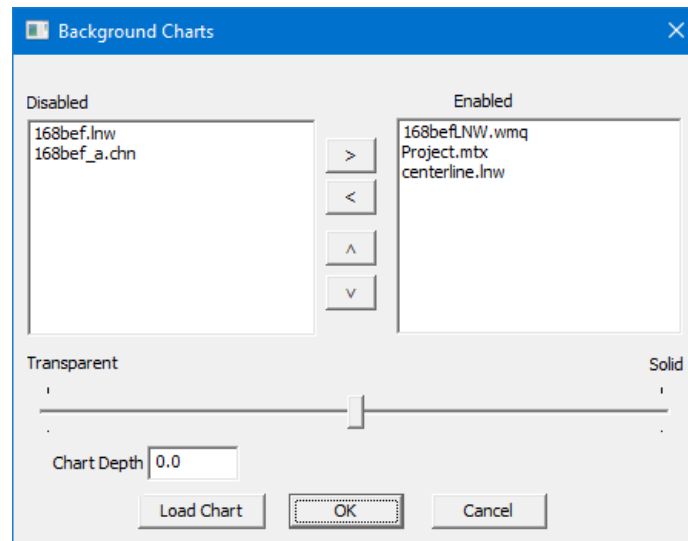 Background Charts
Disabled
Enabled
168bef.lnw
168bef_a.chn
168befLNW.wmq
Project.mtx
centerline.lnw
>
<
^
v
Transparent
Solid
Chart Depth 0.0
Load Chart
OK
Cancel